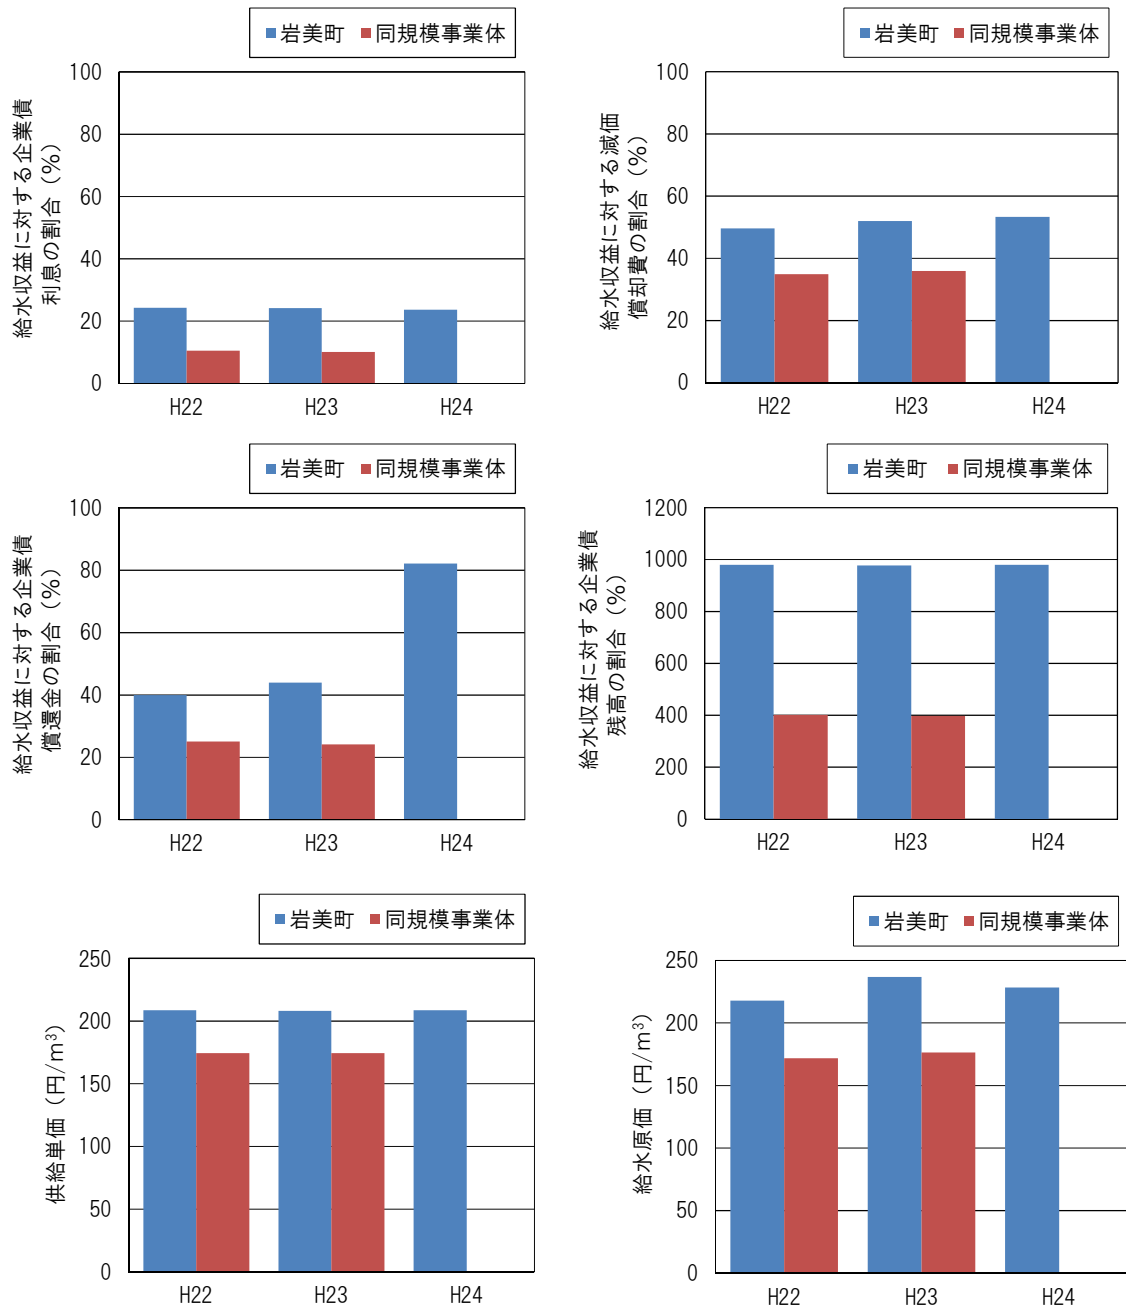 岩美町 同規模事業体
給水収益に対する企業債
利息の割合（%）
100
80
60
40
20
0
H22 H23 H24
岩美町 同規模事業体
給水収益に対する減価
償却費の割合（%）
100
80
60
40
20
0
H22 H23 H24
岩美町 同規模事業体
給水収益に対する企業債
償還金の割合（%）
100
80
60
40
20
0
H22 H23 H24
岩美町 同規模事業体
給水収益に対する企業債
残高の割合（%）
1200
1000
800
600
400
200
0
H22 H23 H24
岩美町 同規模事業体
供給単価（円/m³）
250
200
150
100
50
0
H22 H23 H24
岩美町 同規模事業体
給水原価（円/m³）
250
200
150
100
50
0
H22 H23 H24